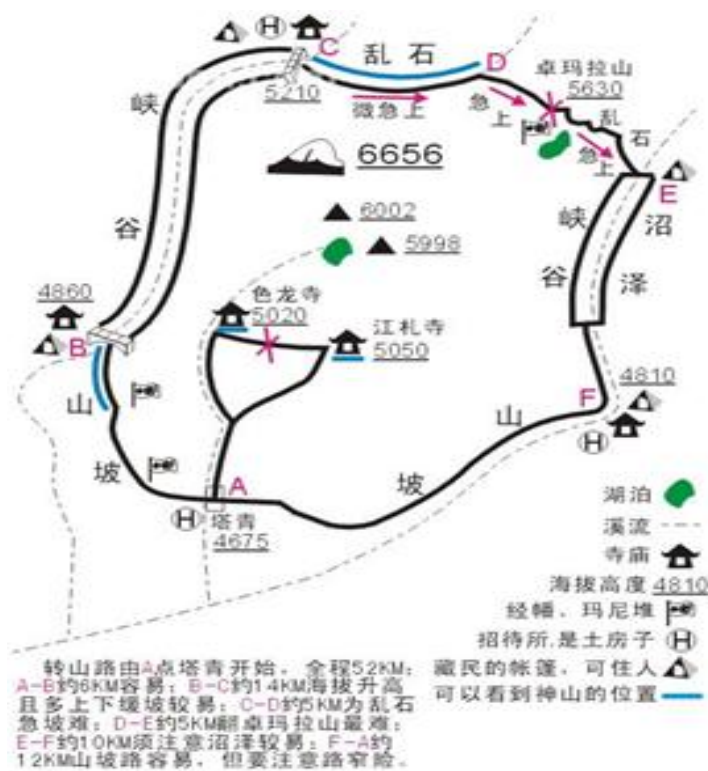 C
乱石
D
卓玛拉山
5630
5210
微急上
急上
乱石
急上
峡谷
6656
E
6002
5998
峡谷
沼泽
4860
色龙寺
5020
江札寺
5050
B
4810
F
H
山坡
山坡
A
H
塔青
4675
H
湖泊
溪流
寺庙
海拔高度 4810
经幡、玛尼堆
招待所,是土房子 H
藏民的帐篷,可住人
可以看到神山的位置
转山路由A点塔青开始,全程52KM;
A-B约6KM容易;B-C约14KM海拔升高
且多上下缓坡较易;C-D约5KM为乱石
急坡难;D-E约5KM翻卓玛拉山最难;
E-F约10KM须注意沼泽较易;F-A约
12KM山坡路容易,但要注意路窄险。